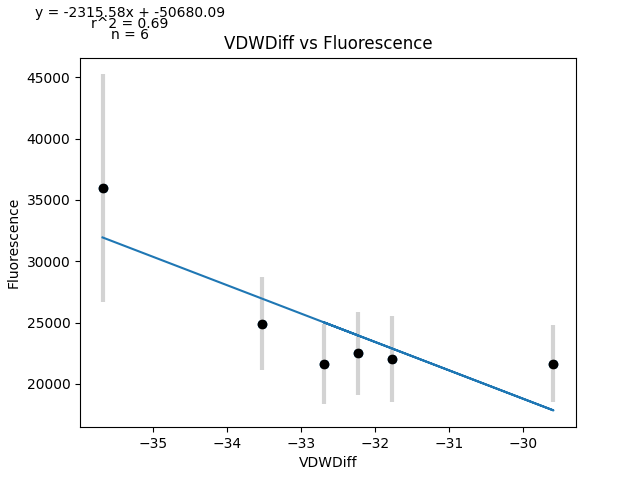 y = -2315.58x + -50680.09
r^2 = 0.69
n = 6
VDWDiff vs Fluorescence
45000
40000
35000
30000
25000
20000
Fluorescence
−35
−34
−33
−32
−31
−30
VDWDiff